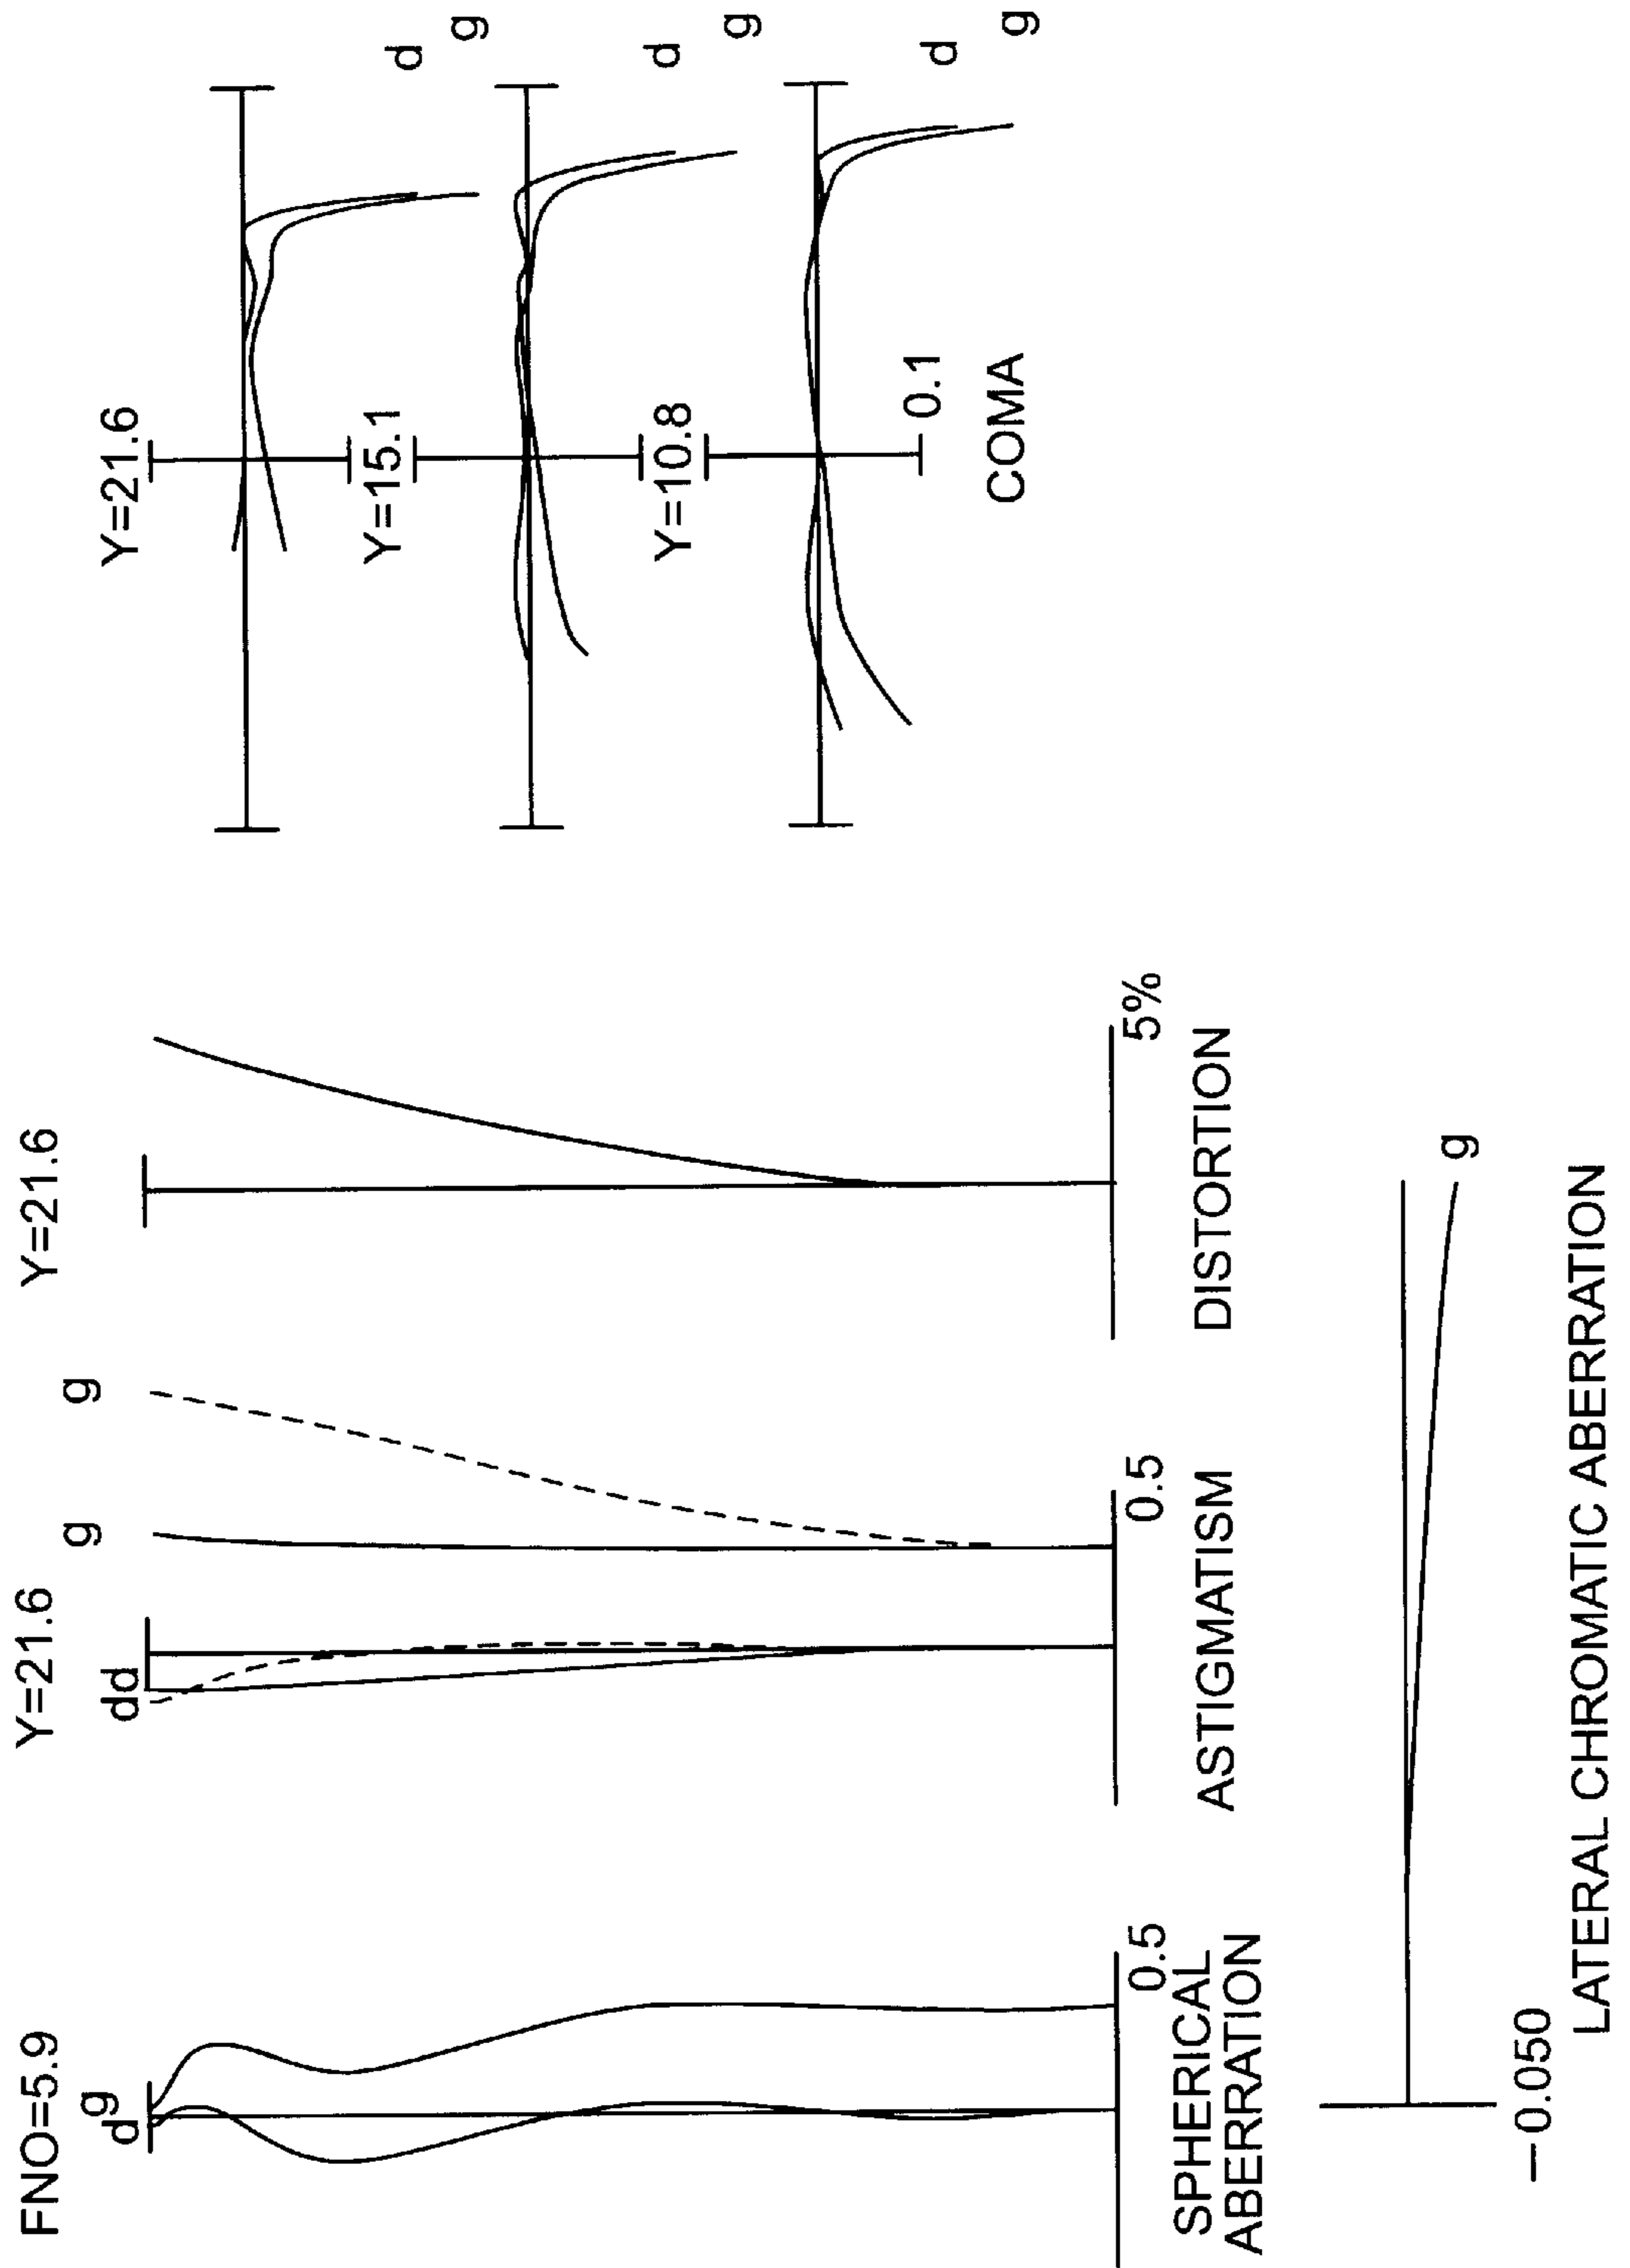 FNO=5.9
d
g
0.5
SPHERICAL
ABERRATION
Y=21.6
dd
g
g
0.5
ASTIGMATISM
Y=21.6
5%
DISTORTION
Y=21.6
d
g
Y=15.1
d
g
Y=10.8
d
g
0.1
COMA
g
−0.050
LATERAL CHROMATIC ABERRATION